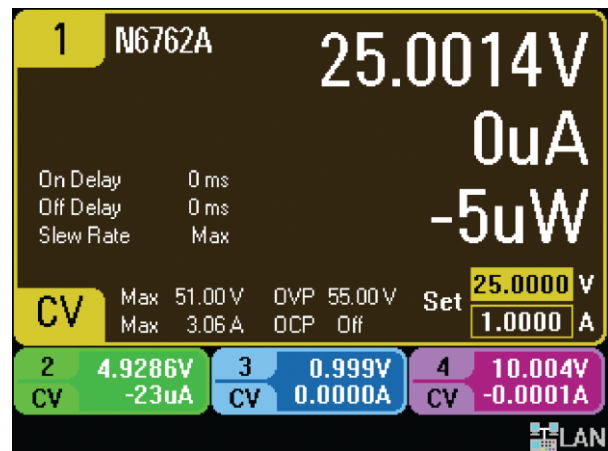 1 N6762A 25.0014V
0uA
-5uW
On Delay 0 ms
Off Delay 0 ms
Slew Rate Max
CV Max 51.00 V OVP 55.00 V Set 25.0000 V
Max 3.06 A OCP Off 1.0000 A
2 4.9286V 3 0.999V 4 10.004V
CV -23uA CV 0.0000A CV -0.0001A
LAN